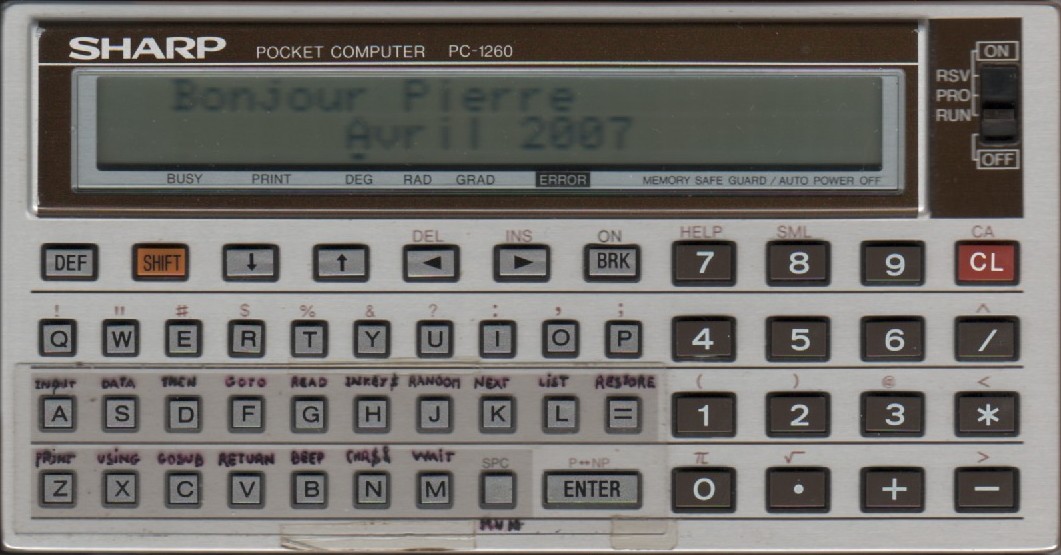 SHARP POCKET COMPUTER PC-1260
ON
RSV
PRO
RUN
OFF
Bonjour Pierre
Avril 2007
BUSY PRINT DEG RAD GRAD ERROR MEMORY SAFE GUARD / AUTO POWER OFF
DEL INS ON HELP SML CA
DEF SHIFT ↓ ↑ ◄ ► BRK 7 8 9 CL
! " # $ % & ? : , ; ^
Q W E R T Y U I O P 4 5 6 /
INPUT DATA THEN GOTO READ INKEY$ RANDOM NEXT LIST RESTORE ( ) @ <
A S D F G H J K L = 1 2 3 *
PRINT USING GOSUB RETURN BEEP CHR$ WAIT SPC P↔NP π √ >
Z X C V B N M ENTER 0 • + −
RUN